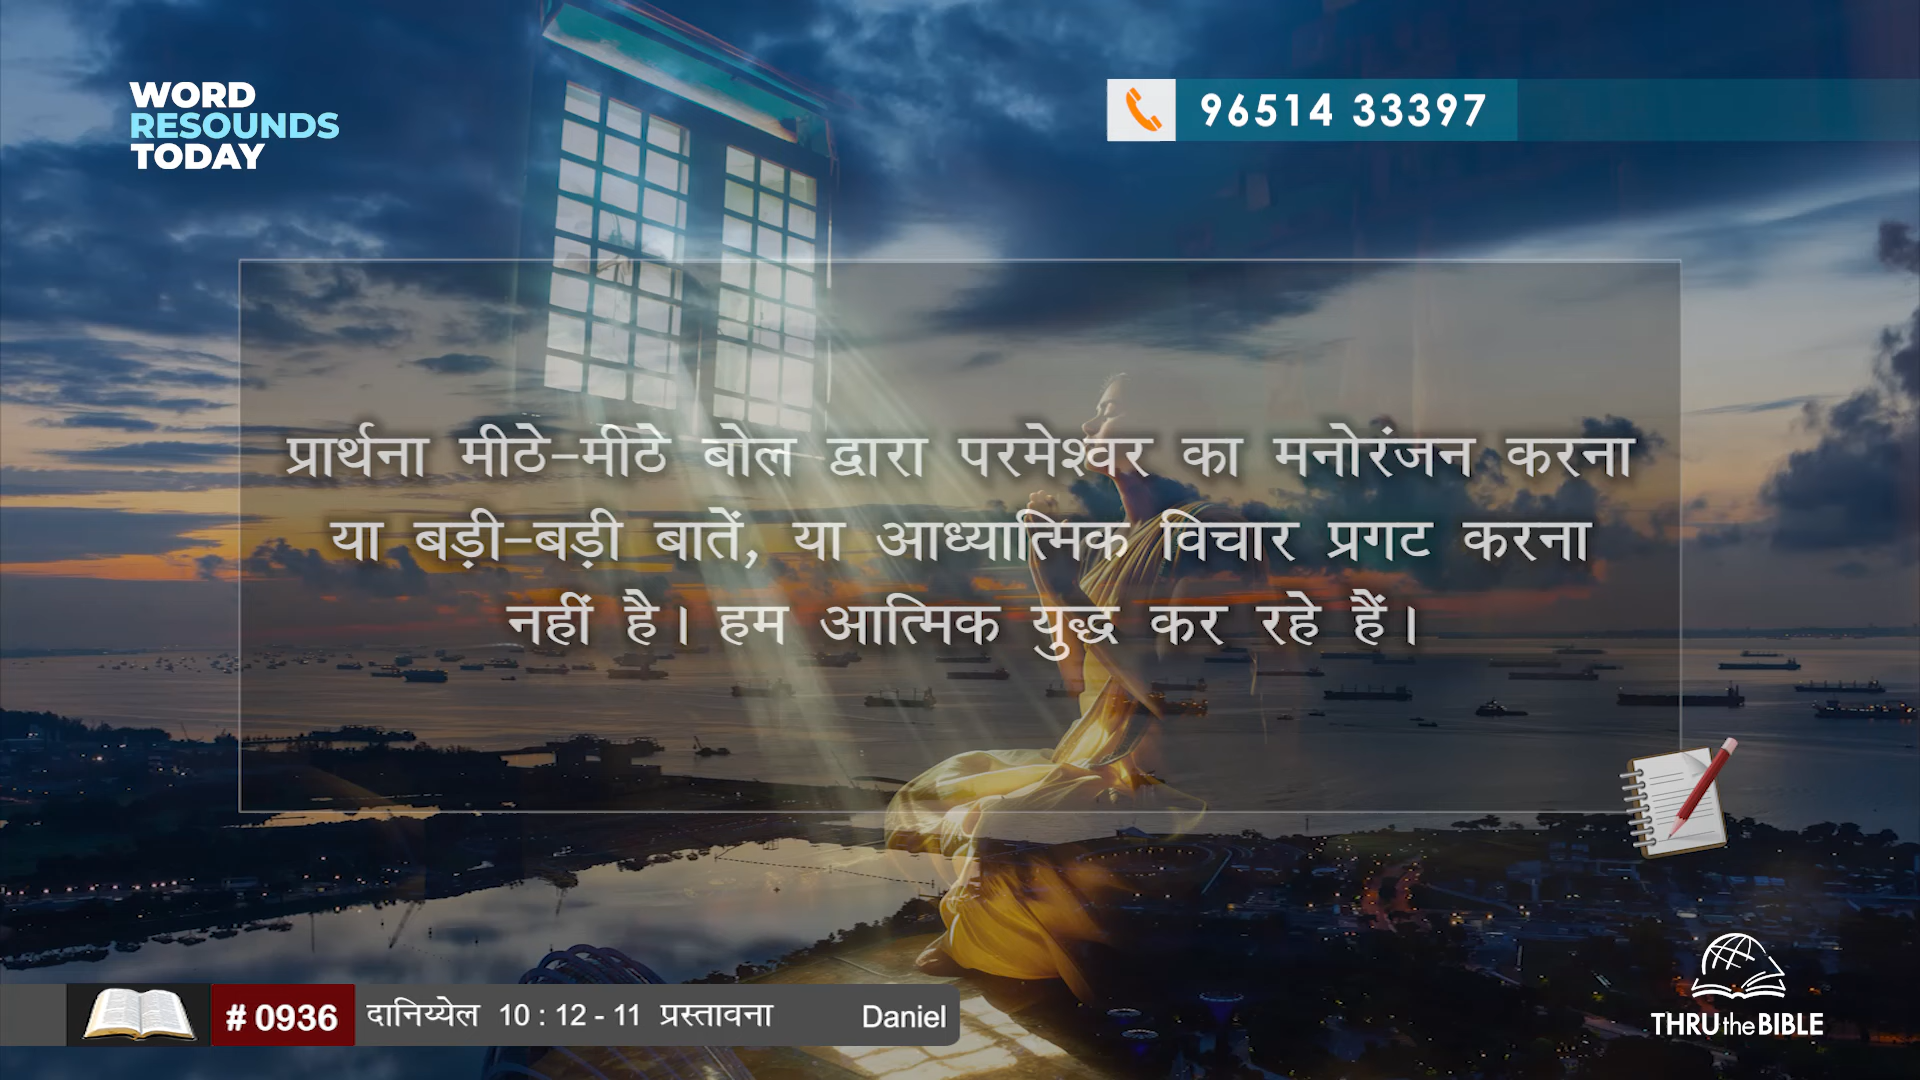 WORD
RESOUNDS
TODAY
96514 33397
प्रार्थना मीठे-मीठे बोल द्वारा परमेश्वर का मनोरंजन करना
या बड़ी-बड़ी बातें, या आध्यात्मिक विचार प्रगट करना
नहीं है। हम आत्मिक युद्ध कर रहे हैं।
# 0936 दानिय्येल 10 : 12 - 11 प्रस्तावना Daniel
THRU the BIBLE